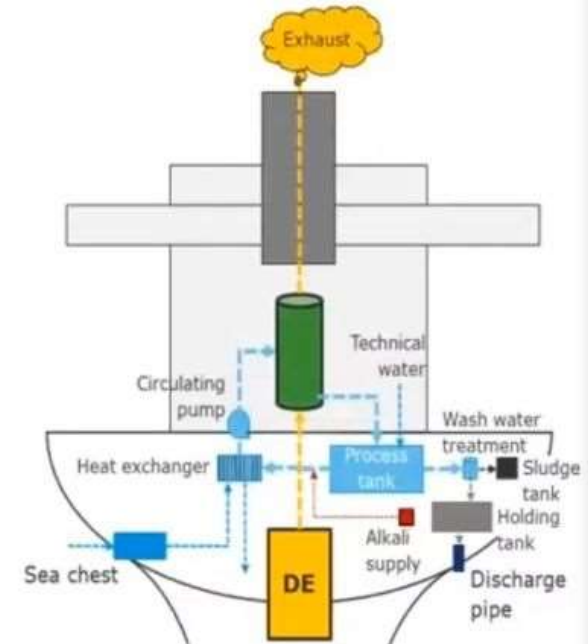 Exhaust
Technical
water
Circulating
pump
Wash water
treatment
Heat exchanger
Process
tank
Sludge
tank
Alkali
supply
Holding
tank
Sea chest
DE
Discharge
pipe